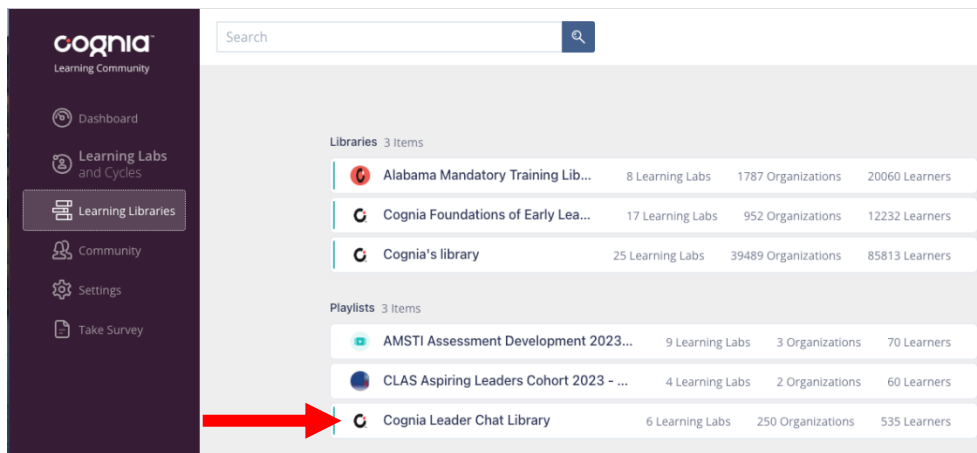 cognia
Learning Community
Search
Dashboard
Learning Labs
and Cycles
Learning Libraries
Community
Settings
Take Survey
Libraries 3 Items
Alabama Mandatory Training Lib... 8 Learning Labs 1787 Organizations 20060 Learners
Cognia Foundations of Early Lea... 17 Learning Labs 952 Organizations 12232 Learners
Cognia's library 25 Learning Labs 39489 Organizations 85813 Learners
Playlists 3 Items
AMSTI Assessment Development 2023... 9 Learning Labs 3 Organizations 70 Learners
CLAS Aspiring Leaders Cohort 2023 - ... 4 Learning Labs 2 Organizations 60 Learners
Cognia Leader Chat Library 6 Learning Labs 250 Organizations 535 Learners